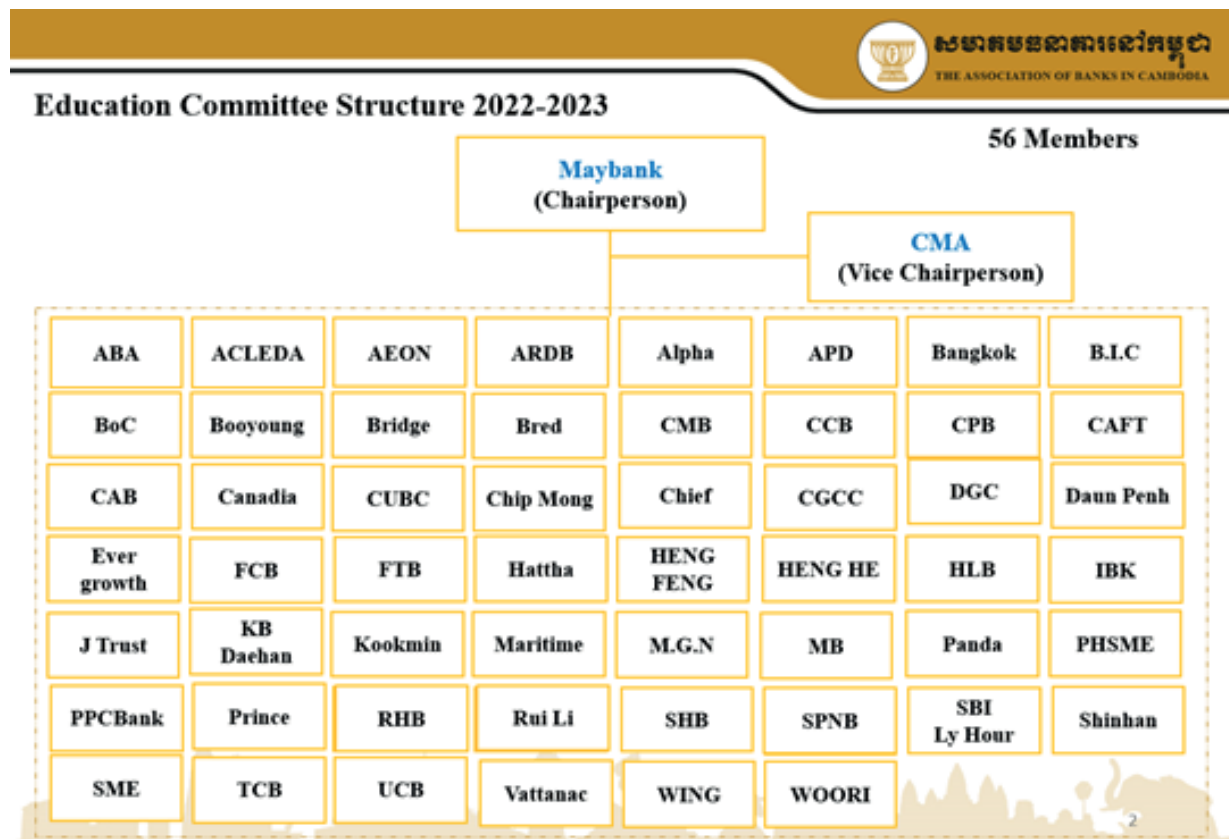 សមាគមធនាគារនៅកម្ពុជា
THE ASSOCIATION OF BANKS IN CAMBODIA
Education Committee Structure 2022-2023
56 Members
Maybank
(Chairperson)
CMA
(Vice Chairperson)
ABA
ACLEDA
AEON
ARDB
Alpha
APD
Bangkok
B.I.C
BoC
Booyoung
Bridge
Bred
CMB
CCB
CPB
CAFT
CAB
Canadia
CUBC
Chip Mong
Chief
CGCC
DGC
Daun Penh
Ever
growth
FCB
FTB
Hattha
HENG
FENG
HENG HE
HLB
IBK
J Trust
KB
Daehan
Kookmin
Maritime
M.G.N
MB
Panda
PHSME
PPCBank
Prince
RHB
Rui Li
SHB
SPNB
SBI
Ly Hour
Shinhan
SME
TCB
UCB
Vattanac
WING
WOORI
2